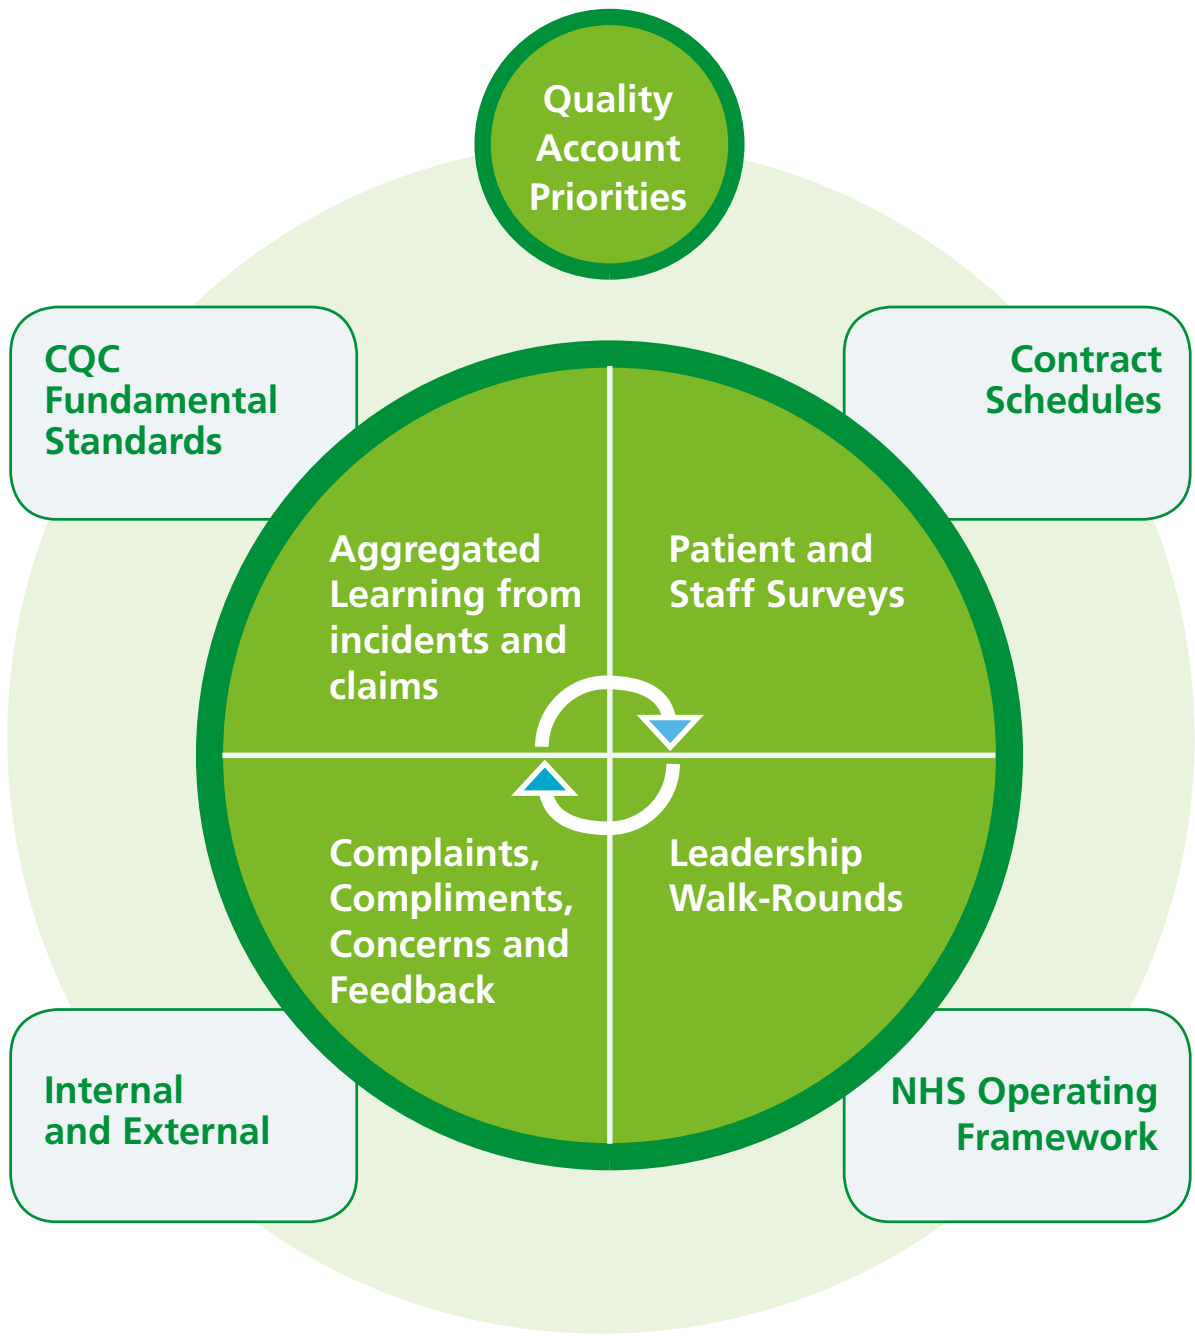 Quality
Account
Priorities
CQC
Fundamental
Standards
Contract
Schedules
Aggregated
Learning from
incidents and
claims
Patient and
Staff Surveys
Complaints,
Compliments,
Concerns and
Feedback
Leadership
Walk-Rounds
Internal
and External
NHS Operating
Framework